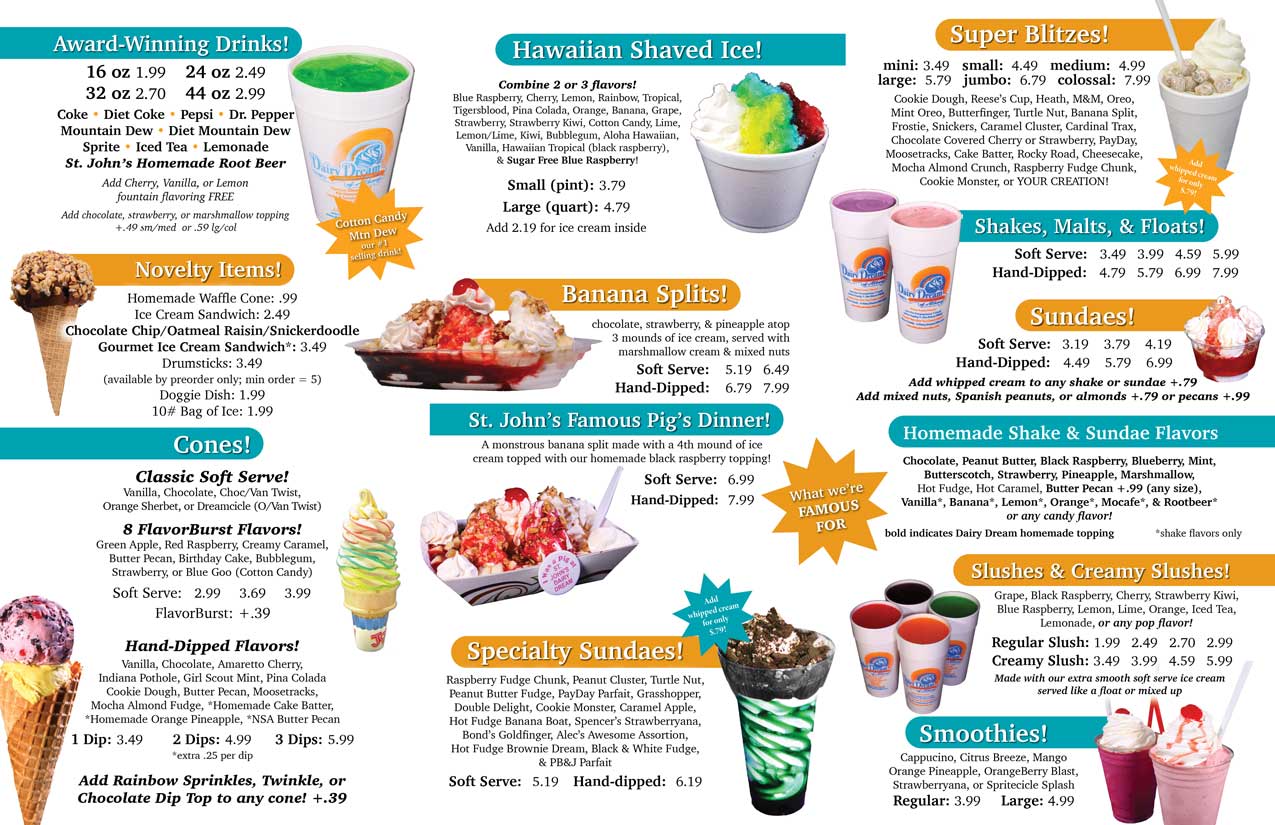 Award-Winning Drinks!
16 oz 1.99 24 oz 2.49
32 oz 2.70 44 oz 2.99
Coke • Diet Coke • Pepsi • Dr. Pepper
Mountain Dew • Diet Mountain Dew
Sprite • Iced Tea • Lemonade
St. John's Homemade Root Beer
Add Cherry, Vanilla, or Lemon
fountain flavoring FREE
Add chocolate, strawberry, or marshmallow topping
+.49 sm/med or .59 lg/col
Dairy Dream
Cotton Candy
Mtn Dew
our #1
selling drink!
Novelty Items!
Homemade Waffle Cone: .99
Ice Cream Sandwich: 2.49
Chocolate Chip/Oatmeal Raisin/Snickerdoodle
Gourmet Ice Cream Sandwich*: 3.49
Drumsticks: 3.49
(available by preorder only; min order = 5)
Doggie Dish: 1.99
10# Bag of Ice: 1.99
Cones!
Classic Soft Serve!
Vanilla, Chocolate, Choc/Van Twist,
Orange Sherbet, or Dreamcicle (O/Van Twist)
8 FlavorBurst Flavors!
Green Apple, Red Raspberry, Creamy Caramel,
Butter Pecan, Birthday Cake, Bubblegum,
Strawberry, or Blue Goo (Cotton Candy)
Soft Serve: 2.99 3.69 3.99
FlavorBurst: +.39
Hand-Dipped Flavors!
Vanilla, Chocolate, Amaretto Cherry,
Indiana Pothole, Girl Scout Mint, Pina Colada
Cookie Dough, Butter Pecan, Moosetracks,
Mocha Almond Fudge, *Homemade Cake Batter,
*Homemade Orange Pineapple, *NSA Butter Pecan
1 Dip: 3.49 2 Dips: 4.99 3 Dips: 5.99
*extra .25 per dip
Add Rainbow Sprinkles, Twinkle, or
Chocolate Dip Top to any cone! +.39
Hawaiian Shaved Ice!
Combine 2 or 3 flavors!
Blue Raspberry, Cherry, Lemon, Rainbow, Tropical,
Tigersblood, Pina Colada, Orange, Banana, Grape,
Strawberry, Strawberry Kiwi, Cotton Candy, Lime,
Lemon/Lime, Kiwi, Bubblegum, Aloha Hawaiian,
Vanilla, Hawaiian Tropical (black raspberry),
& Sugar Free Blue Raspberry!
Small (pint): 3.79
Large (quart): 4.79
Add 2.19 for ice cream inside
Banana Splits!
chocolate, strawberry, & pineapple atop
3 mounds of ice cream, served with
marshmallow cream & mixed nuts
Soft Serve: 5.19 6.49
Hand-Dipped: 6.79 7.99
St. John's Famous Pig's Dinner!
A monstrous banana split made with a 4th mound of ice
cream topped with our homemade black raspberry topping!
Soft Serve: 6.99
Hand-Dipped: 7.99
What we're
FAMOUS
FOR
I Was a Pig at
ST. JOHN'S
DAIRY
DREAM
Add
whipped cream
for only
$.79!
Specialty Sundaes!
Raspberry Fudge Chunk, Peanut Cluster, Turtle Nut,
Peanut Butter Fudge, PayDay Parfait, Grasshopper,
Double Delight, Cookie Monster, Caramel Apple,
Hot Fudge Banana Boat, Spencer's Strawberryana,
Bond's Goldfinger, Alec's Awesome Assortion,
Hot Fudge Brownie Dream, Black & White Fudge,
& PB&J Parfait
Soft Serve: 5.19 Hand-dipped: 6.19
Super Blitzes!
mini: 3.49 small: 4.49 medium: 4.99
large: 5.79 jumbo: 6.79 colossal: 7.99
Cookie Dough, Reese's Cup, Heath, M&M, Oreo,
Mint Oreo, Butterfinger, Turtle Nut, Banana Split,
Frostie, Snickers, Caramel Cluster, Cardinal Trax,
Chocolate Covered Cherry or Strawberry, PayDay,
Moosetracks, Cake Batter, Rocky Road, Cheesecake,
Mocha Almond Crunch, Raspberry Fudge Chunk,
Cookie Monster, or YOUR CREATION!
Add
whipped cream
for only
$.79!
Shakes, Malts, & Floats!
Soft Serve: 3.49 3.99 4.59 5.99
Hand-Dipped: 4.79 5.79 6.99 7.99
Dairy Dream
Dairy Dream
Sundaes!
Soft Serve: 3.19 3.79 4.19
Hand-Dipped: 4.49 5.79 6.99
Add whipped cream to any shake or sundae +.79
Add mixed nuts, Spanish peanuts, or almonds +.79 or pecans +.99
Homemade Shake & Sundae Flavors
Chocolate, Peanut Butter, Black Raspberry, Blueberry, Mint,
Butterscotch, Strawberry, Pineapple, Marshmallow,
Hot Fudge, Hot Caramel, Butter Pecan +.99 (any size),
Vanilla*, Banana*, Lemon*, Orange*, Mocafe*, & Rootbeer*
or any candy flavor!
bold indicates Dairy Dream homemade topping *shake flavors only
Slushes & Creamy Slushes!
Grape, Black Raspberry, Cherry, Strawberry Kiwi,
Blue Raspberry, Lemon, Lime, Orange, Iced Tea,
Lemonade, or any pop flavor!
Regular Slush: 1.99 2.49 2.70 2.99
Creamy Slush: 3.49 3.99 4.59 5.99
Made with our extra smooth soft serve ice cream
served like a float or mixed up
Smoothies!
Cappucino, Citrus Breeze, Mango
Orange Pineapple, OrangeBerry Blast,
Strawberryana, or Spritecicle Splash
Regular: 3.99 Large: 4.99